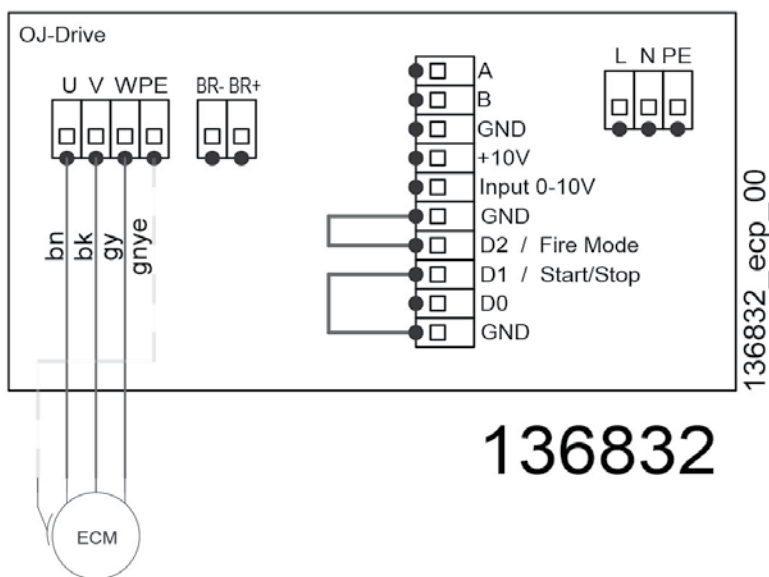 OJ-Drive
U V W PE
BR- BR+
A
B
GND
+10V
Input 0-10V
GND
D2 / Fire Mode
D1 / Start/Stop
D0
GND
L N PE
bn
bk
gy
gnye
ECM
136832_ecp_00
136832